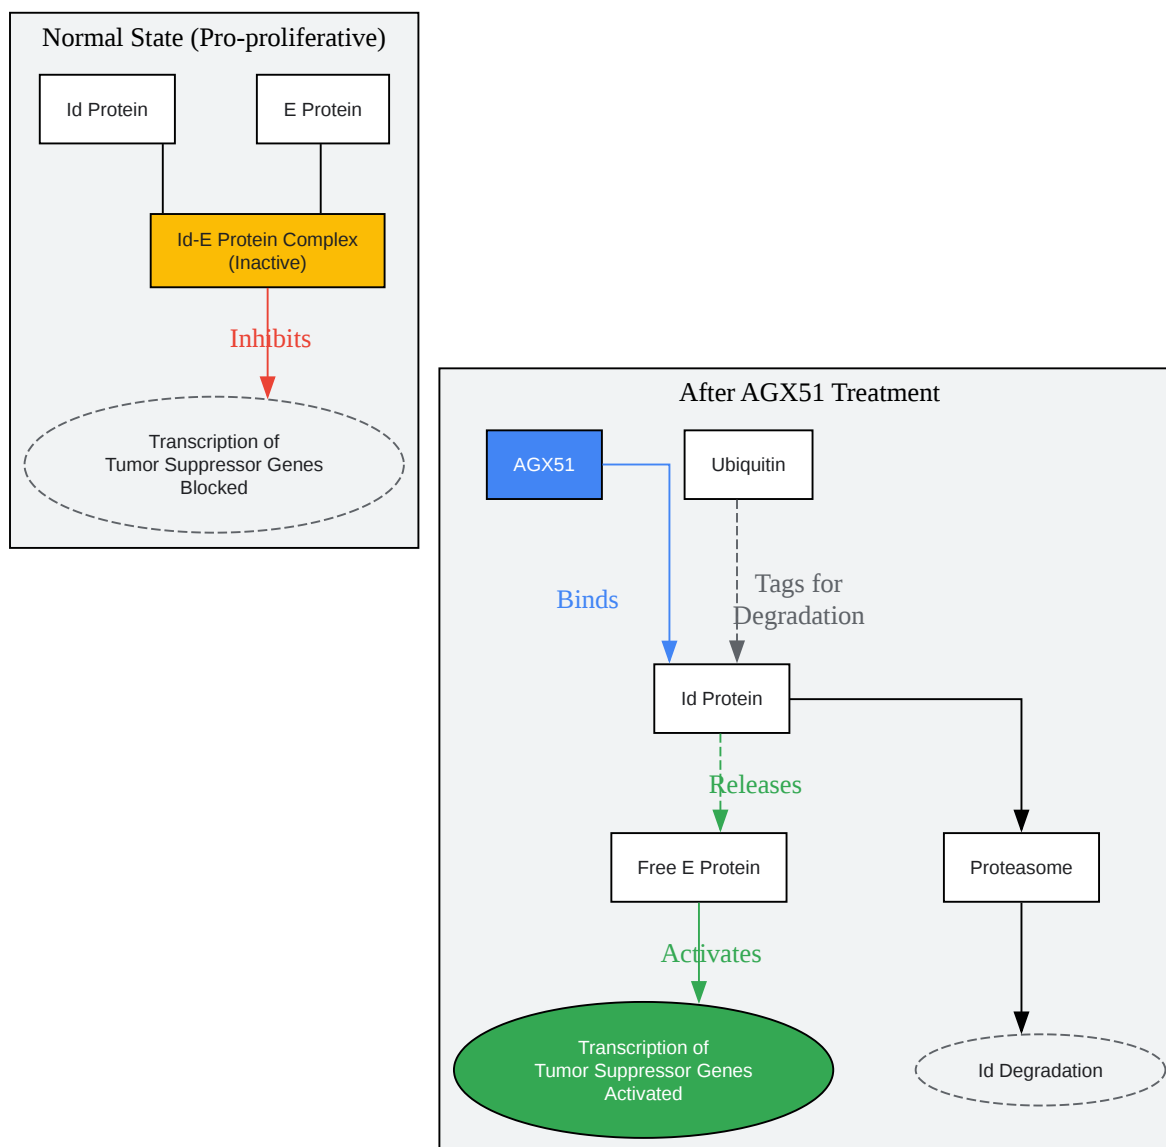 Normal State (Pro-proliferative)
Id Protein
E Protein
Id-E Protein Complex
(Inactive)
Inhibits
Transcription of
Tumor Suppressor Genes
Blocked
After AGX51 Treatment
AGX51
Ubiquitin
Binds
Tags for
Degradation
Id Protein
Releases
Free E Protein
Proteasome
Activates
Transcription of
Tumor Suppressor Genes
Activated
Id Degradation